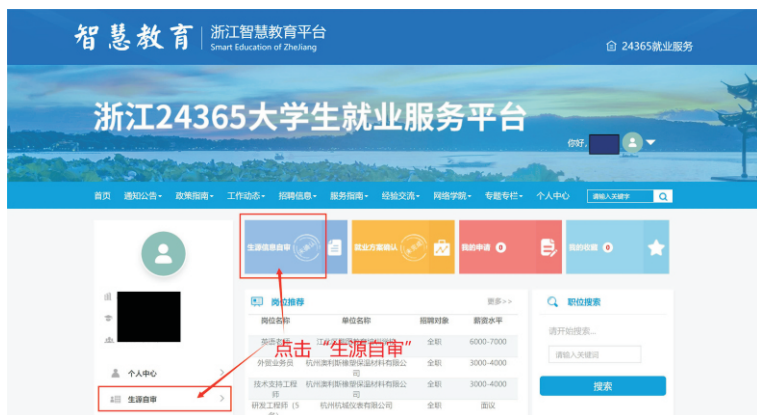 智慧教育
浙江智慧教育平台
Smart Education of ZheJiang
24365就业服务
浙江24365大学生就业服务平台
你好,
首页 通知公告 政策指南 工作动态 招聘信息 服务指南 经验交流 网络学院 专题专栏 个人中心 请输入关键字
生源信息自审
就业方案确认
我的申请 0
我的收藏 0
岗位推荐 更多>>
岗位名称 单位名称 招聘对象 薪资水平
英语老师 全职 6000-7000
点击“生源自审”
外贸业务员 杭州澳利斯橡塑保温材料有限公司 全职 3000-4000
技术支持工程师 杭州澳利斯橡塑保温材料有限公司 全职 3000-4000
研发工程师(5 杭州杭城仪表有限公司 全职 面议
职位搜索
请开始搜索...
请输入关键词
搜索
个人中心
生源自审